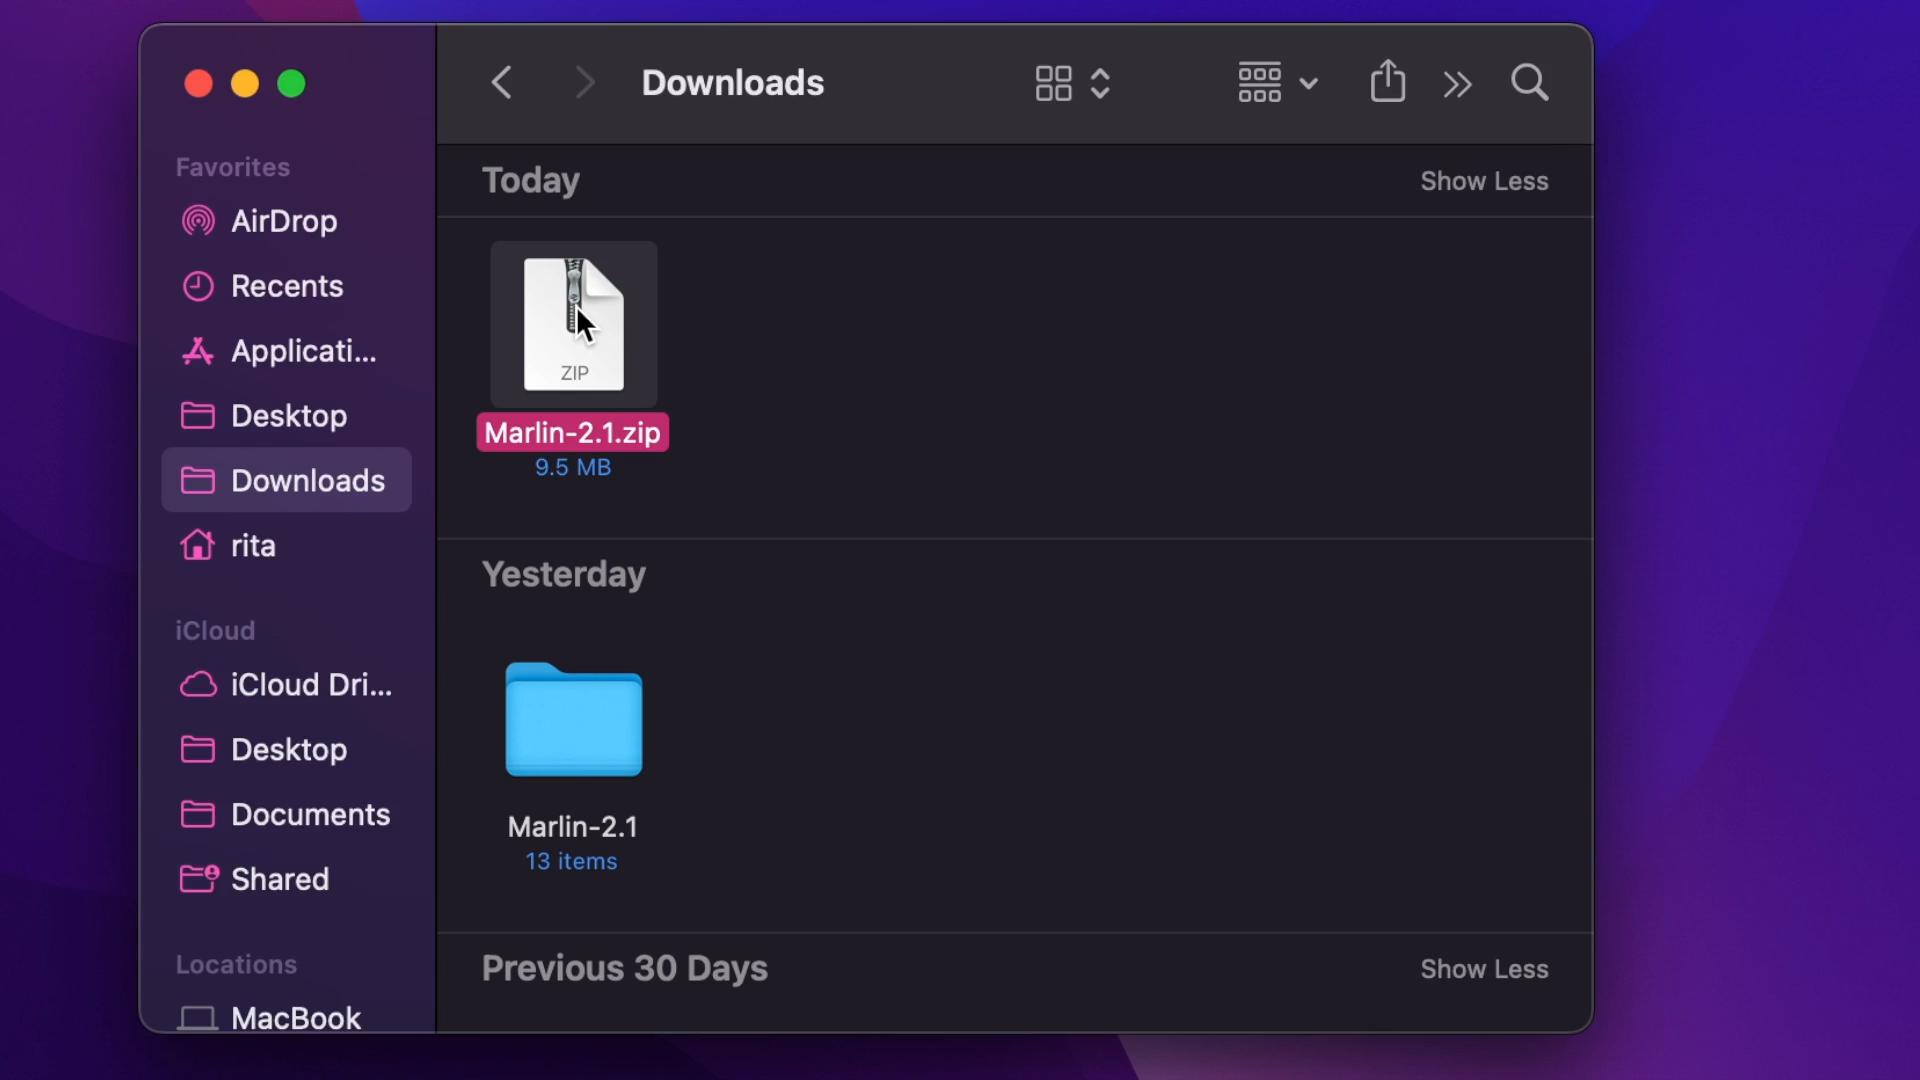 Downloads
Favorites
AirDrop
Recents
Applicati...
Desktop
Downloads
rita
iCloud
iCloud Dri...
Desktop
Documents
Shared
Locations
MacBook
Today
Show Less
ZIP
Marlin-2.1.zip
9.5 MB
Yesterday
Marlin-2.1
13 items
Previous 30 Days
Show Less